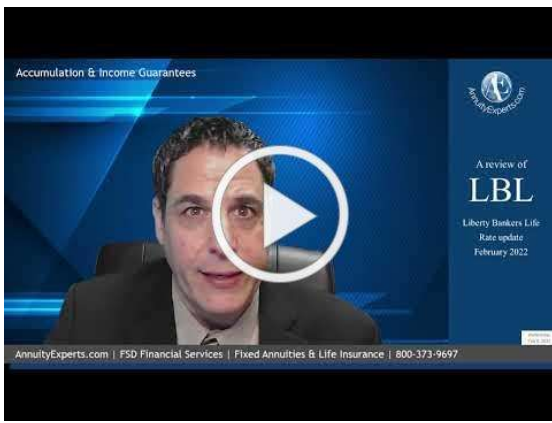 Accumulation & Income Guarantees
AnnuityExperts.com
A review of
LBL
Liberty Bankers Life
Rate update
February 2022
AnnuityExperts.com | FSD Financial Services | Fixed Annuities & Life Insurance | 800-373-9697